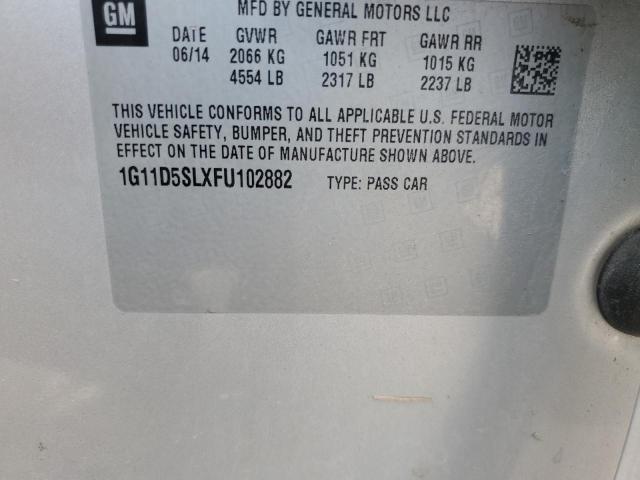 GM MFD BY GENERAL MOTORS LLC
DATE GVWR GAWR FRT GAWR RR
06/14 2066 KG 1051 KG 1015 KG
4554 LB 2317 LB 2237 LB
THIS VEHICLE CONFORMS TO ALL APPLICABLE U.S. FEDERAL MOTOR
VEHICLE SAFETY, BUMPER, AND THEFT PREVENTION STANDARDS IN
EFFECT ON THE DATE OF MANUFACTURE SHOWN ABOVE.
1G11D5SLXFU102882 TYPE: PASS CAR